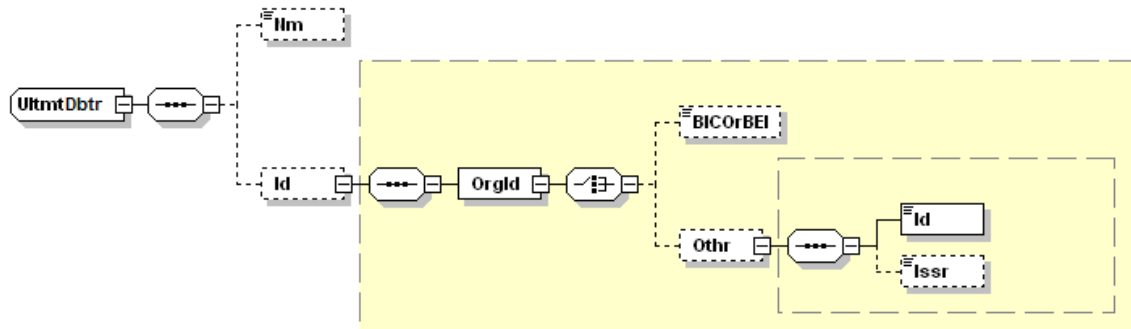 Nm
UltmtDbtr
BICOrBEI
Id
OrgId
Id
Othr
Issr